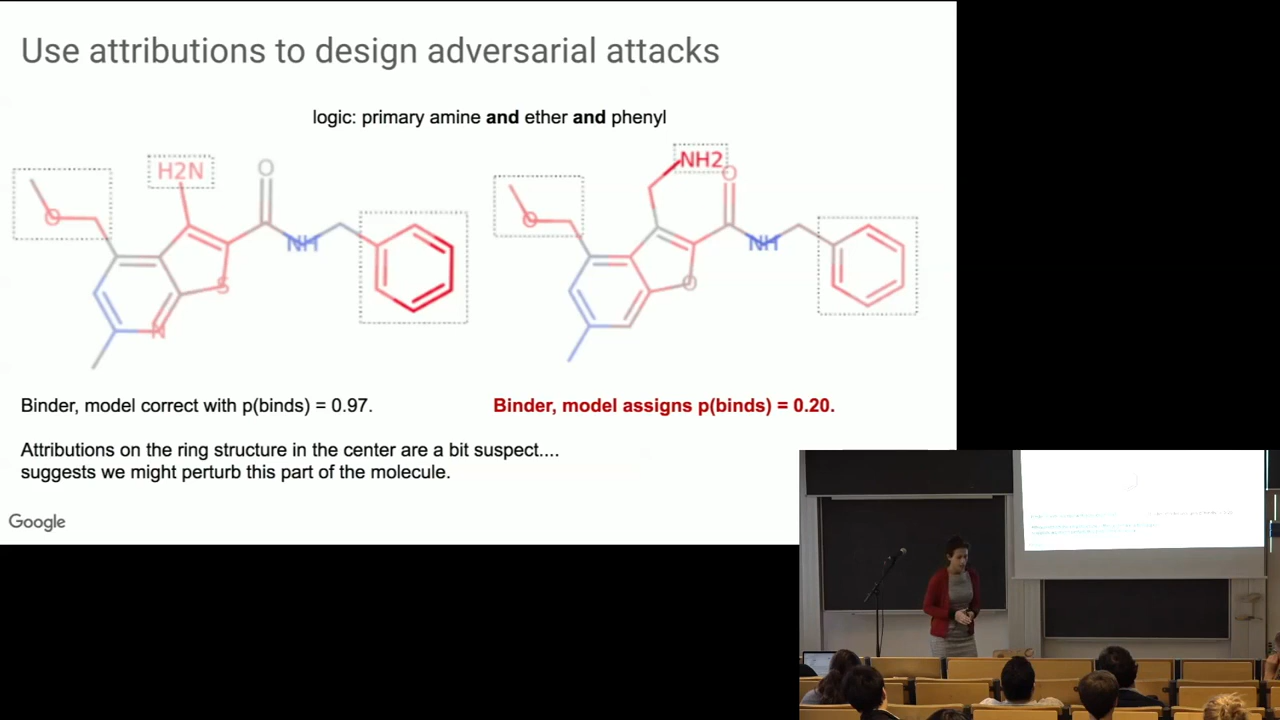 Use attributions to design adversarial attacks
logic: primary amine and ether and phenyl
H2N
O
O
NH
S
N
NH2
O
O
NH
O
Binder, model correct with p(binds) = 0.97.
Binder, model assigns p(binds) = 0.20.
Attributions on the ring structure in the center are a bit suspect....
suggests we might perturb this part of the molecule.
Google